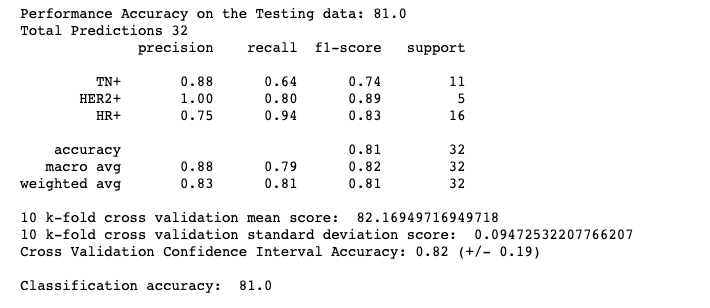 Performance Accuracy on the Testing data: 81.0
Total Predictions 32
precision recall f1-score support
TN+ 0.88 0.64 0.74 11
HER2+ 1.00 0.80 0.89 5
HR+ 0.75 0.94 0.83 16
accuracy 0.81 32
macro avg 0.88 0.79 0.82 32
weighted avg 0.83 0.81 0.81 32
10 k-fold cross validation mean score: 82.16949716949718
10 k-fold cross validation standard deviation score: 0.09472532207766207
Cross Validation Confidence Interval Accuracy: 0.82 (+/- 0.19)
Classification accuracy: 81.0